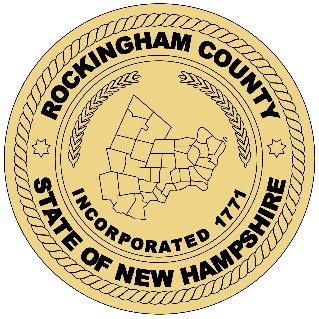 ROCKINGHAM COUNTY
INCORPORATED 1771
STATE OF NEW HAMPSHIRE